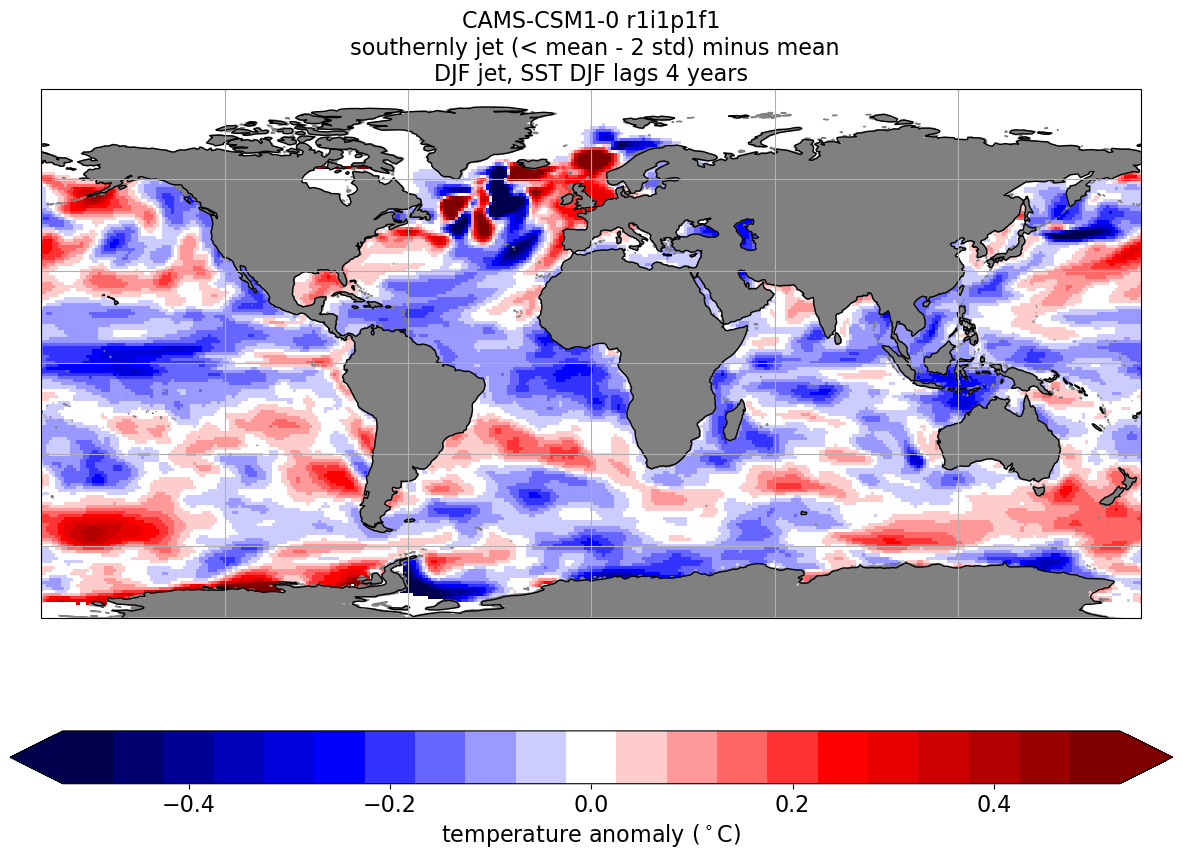 CAMS-CSM1-0 r1i1p1f1
southernly jet (< mean - 2 std) minus mean
DJF jet, SST DJF lags 4 years
−0.4 −0.2 0.0 0.2 0.4
temperature anomaly (°C)